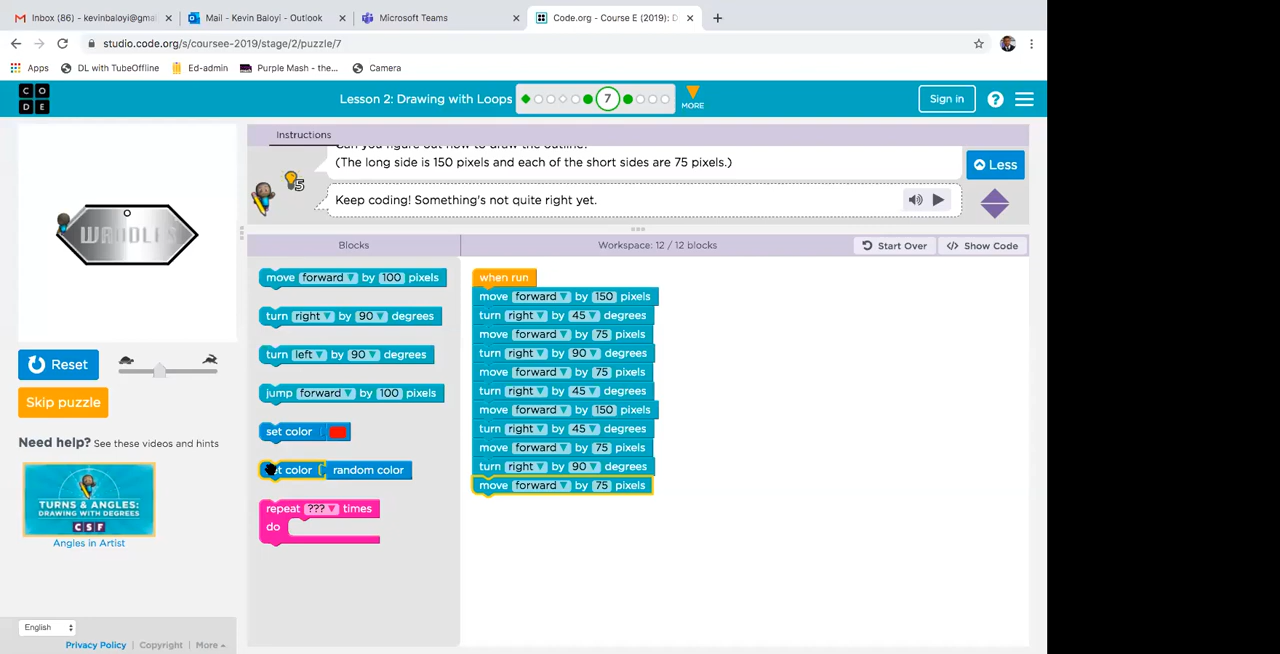 Inbox (86) - kevinbaloyi@gma
Mail - Kevin Baloyi - Outlook
Microsoft Teams
Code.org - Course E (2019): D
studio.code.org/s/coursee-2019/stage/2/puzzle/7
Apps
DL with TubeOffline
Ed-admin
Purple Mash - the...
Camera
C O
D E
Lesson 2: Drawing with Loops
7
MORE
Sign in
?
Instructions
(The long side is 150 pixels and each of the short sides are 75 pixels.)
Less
5
Keep coding! Something's not quite right yet.
Blocks
Workspace: 12 / 12 blocks
Start Over
</> Show Code
move forward by 100 pixels
turn right by 90 degrees
turn left by 90 degrees
jump forward by 100 pixels
set color
color random color
repeat ??? times
do
when run
move forward by 150 pixels
turn right by 45 degrees
move forward by 75 pixels
turn right by 90 degrees
move forward by 75 pixels
turn right by 45 degrees
move forward by 150 pixels
turn right by 45 degrees
move forward by 75 pixels
turn right by 90 degrees
move forward by 75 pixels
Reset
Skip puzzle
Need help? See these videos and hints
TURNS & ANGLES:
DRAWING WITH DEGREES
C S F
Angles in Artist
English
Privacy Policy | Copyright | More